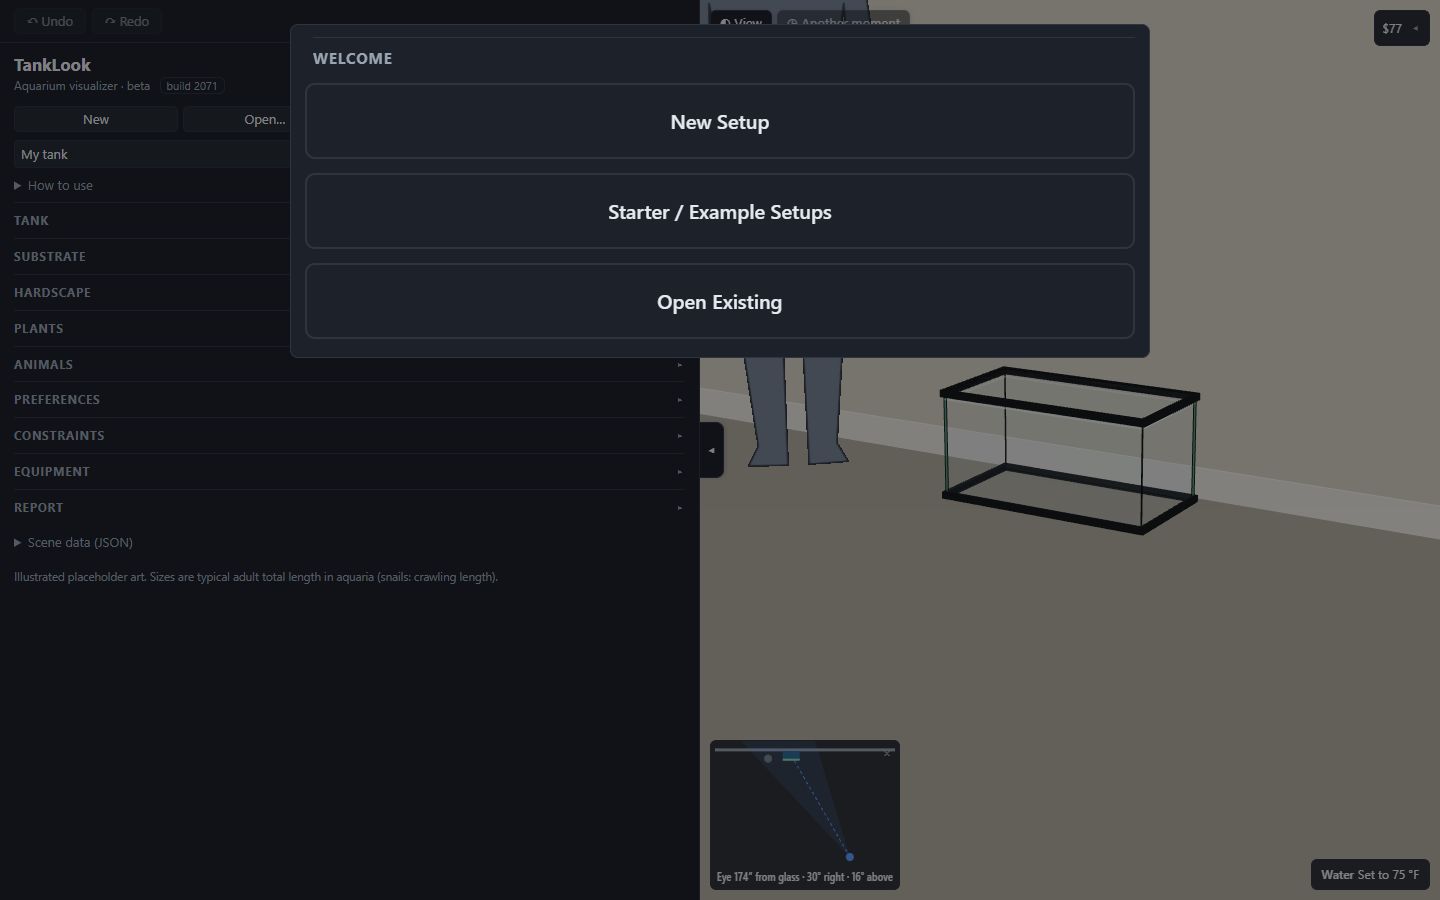 Undo
Redo
TankLook
Aquarium visualizer · beta
build 2071
New
Open...
My tank
How to use
TANK
SUBSTRATE
HARDSCAPE
PLANTS
ANIMALS
PREFERENCES
CONSTRAINTS
EQUIPMENT
REPORT
Scene data (JSON)
Illustrated placeholder art. Sizes are typical adult total length in aquaria (snails: crawling length).
WELCOME
New Setup
Starter / Example Setups
Open Existing
View
Another moment
$77
Eye 174" from glass · 30° right · 16° above
Water Set to 75 °F